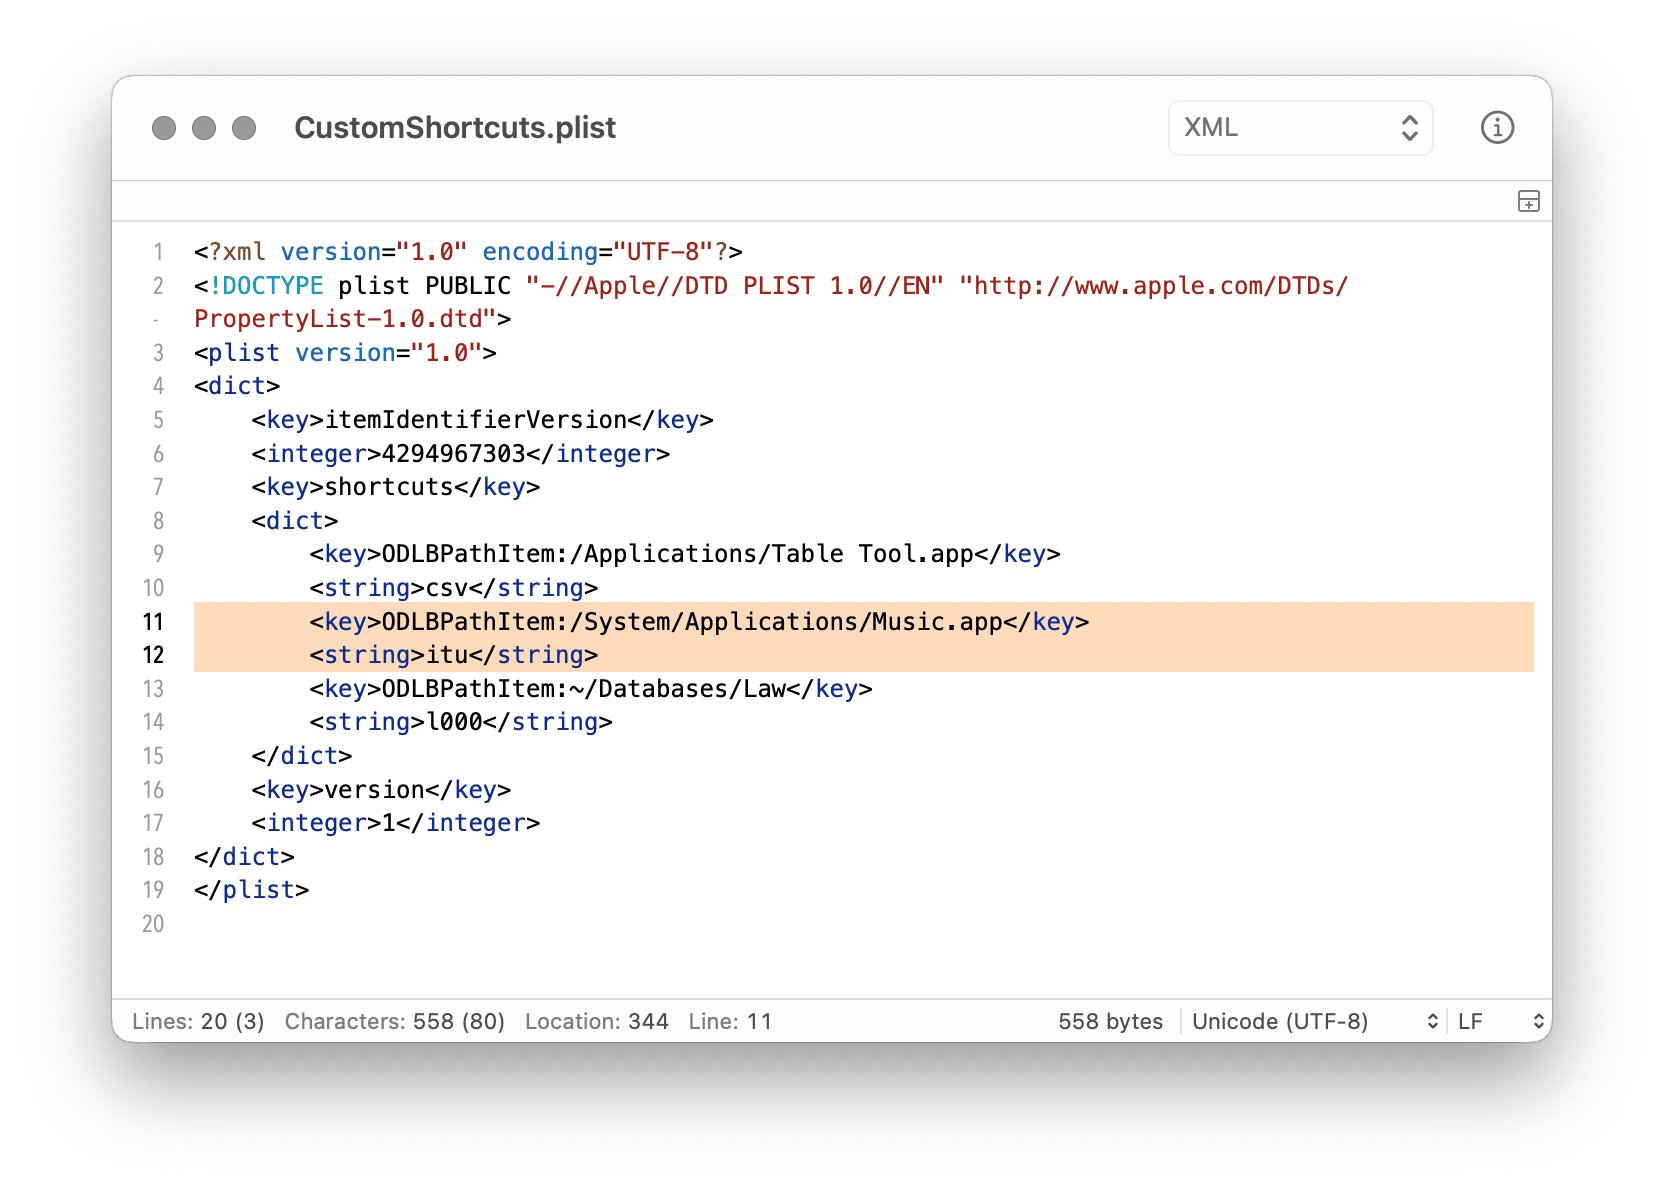 CustomShortcuts.plist
XML
1 <?xml version="1.0" encoding="UTF-8"?>
2 <!DOCTYPE plist PUBLIC "-//Apple//DTD PLIST 1.0//EN" "http://www.apple.com/DTDs/
- PropertyList-1.0.dtd">
3 <plist version="1.0">
4 <dict>
5     <key>itemIdentifierVersion</key>
6     <integer>4294967303</integer>
7     <key>shortcuts</key>
8     <dict>
9         <key>ODLBPathItem:/Applications/Table Tool.app</key>
10         <string>csv</string>
11         <key>ODLBPathItem:/System/Applications/Music.app</key>
12         <string>itu</string>
13         <key>ODLBPathItem:~/Databases/Law</key>
14         <string>l000</string>
15     </dict>
16     <key>version</key>
17     <integer>1</integer>
18 </dict>
19 </plist>
20
Lines: 20 (3) Characters: 558 (80) Location: 344 Line: 11 558 bytes Unicode (UTF-8) LF